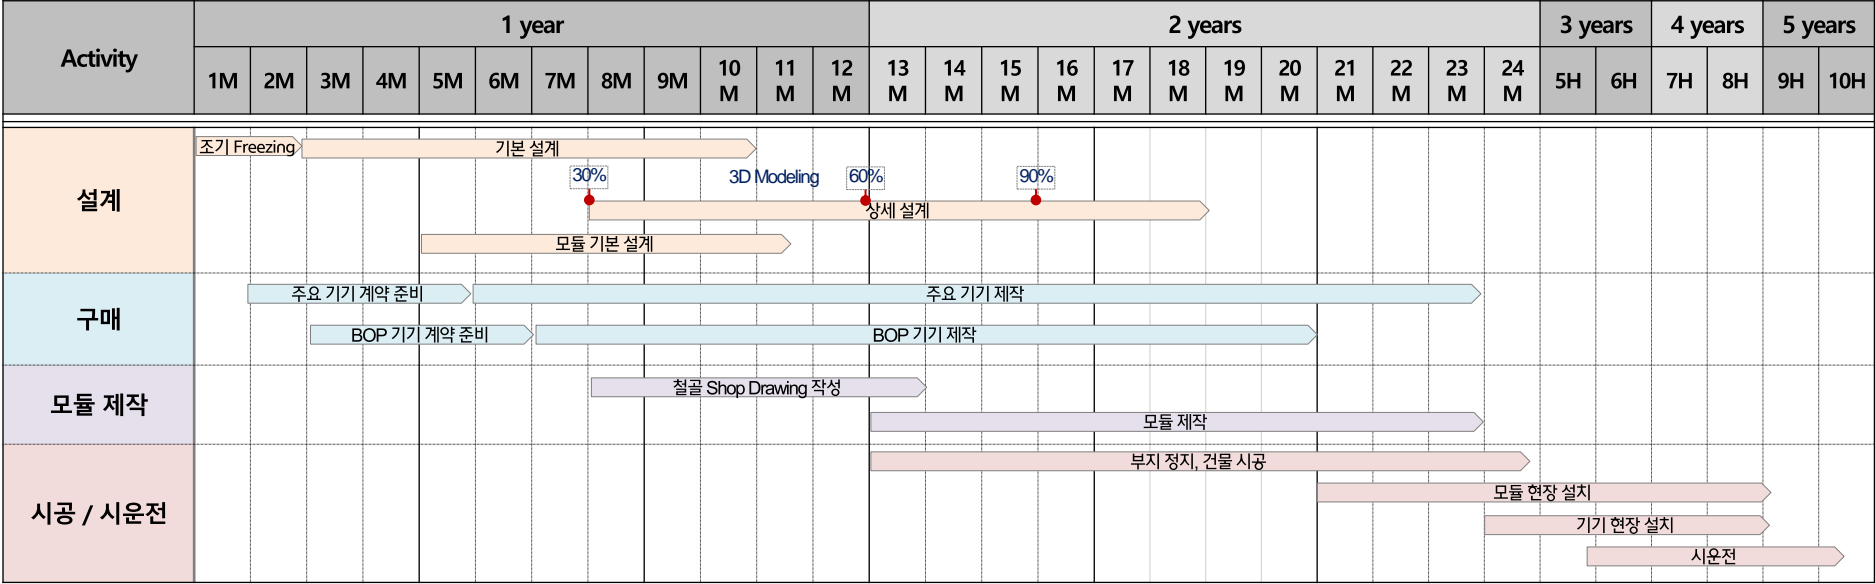 Activity
1 year
2 years
3 years
4 years
5 years
1M
2M
3M
4M
5M
6M
7M
8M
9M
10
M
11
M
12
M
13
M
14
M
15
M
16
M
17
M
18
M
19
M
20
M
21
M
22
M
23
M
24
M
5H
6H
7H
8H
9H
10H
설계
조기 Freezing
기본 설계
30%
3D Modeling
60%
90%
상세 설계
모듈 기본 설계
구매
주요 기기 계약 준비
주요 기기 제작
BOP 기기 계약 준비
BOP 기기 제작
모듈 제작
철골 Shop Drawing 작성
모듈 제작
시공 / 시운전
부지 정지, 건물 시공
모듈 현장 설치
기기 현장 설치
시운전